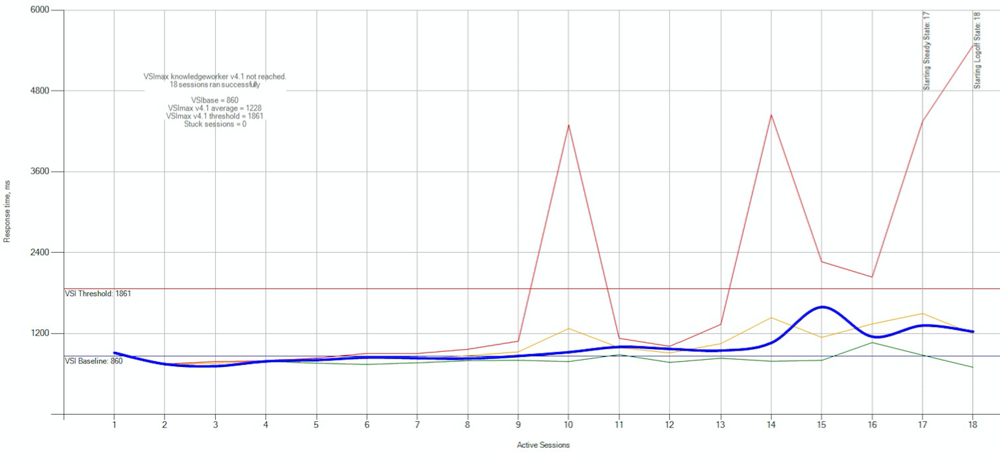 6000
4800
3600
2400
1200
Response time, ms
VSImax knowledgeworker v4.1 not reached.
18 sessions ran successfully
VSIbase = 860
VSImax v4.1 average = 1228
VSImax v4.1 threshold = 1861
Stuck sessions = 0
Starting Steady State: 17
Starting Logoff State: 18
VSI Threshold: 1861
VSI Baseline: 860
1 2 3 4 5 6 7 8 9 10 11 12 13 14 15 16 17 18
Active Sessions